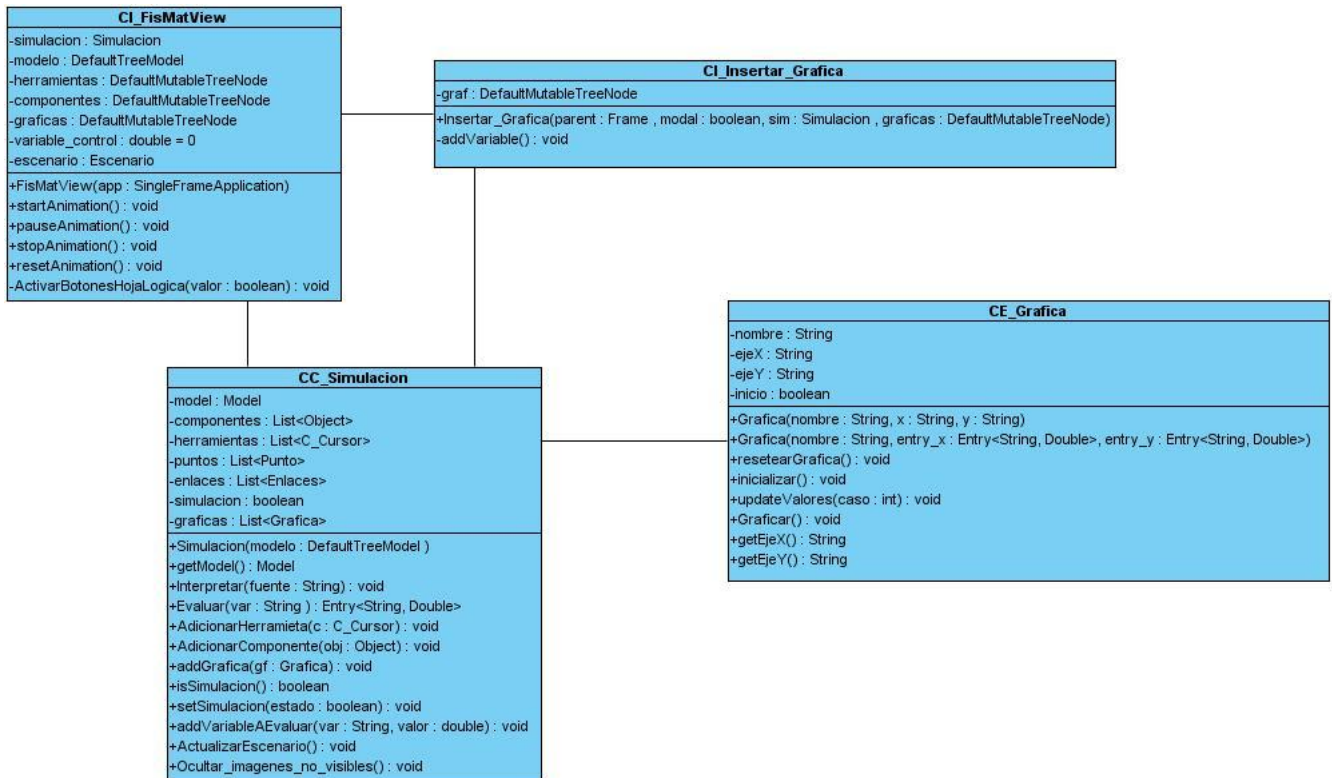 CI_FisMatView
-simulacion : Simulacion
-modelo : DefaultTreeModel
-herramientas : DefaultMutableTreeNode
-componentes : DefaultMutableTreeNode
-graficas : DefaultMutableTreeNode
-variable_control : double = 0
-escenario : Escenario
+FisMatView(app : SingleFrameApplication)
+startAnimation() : void
+pauseAnimation() : void
+stopAnimation() : void
+resetAnimation() : void
-ActivarBotonesHojaLogica(valor : boolean) : void
CI_Insertar_Grafica
-graf : DefaultMutableTreeNode
+Insertar_Grafica(parent : Frame , modal : boolean, sim : Simulacion , graficas : DefaultMutableTreeNode)
-addVariable() : void
CC_Simulacion
-model : Model
-componentes : List<Object>
-herramientas : List<C_Cursor>
-puntos : List<Punto>
-enlaces : List<Enlaces>
-simulacion : boolean
-graficas : List<Grafica>
+Simulacion(modelo : DefaultTreeModel )
+getModel() : Model
+Interpretar(fuente : String) : void
+Evaluar(var : String ) : Entry<String, Double>
+AdicionarHerramieta(c : C_Cursor) : void
+AdicionarComponente(obj : Object) : void
+addGrafica(gf : Grafica) : void
+isSimulacion() : boolean
+setSimulacion(estado : boolean) : void
+addVariableAEvaluar(var : String, valor : double) : void
+ActualizarEscenario() : void
+Ocultar_imagenes_no_visibles() : void
CE_Grafica
-nombre : String
-ejeX : String
-ejeY : String
-inicio : boolean
+Grafica(nombre : String, x : String, y : String)
+Grafica(nombre : String, entry_x : Entry<String, Double>, entry_y : Entry<String, Double>)
+resetearGrafica() : void
+inicializar() : void
+updateValores(caso : int) : void
+Graficar() : void
+getEjeX() : String
+getEjeY() : String